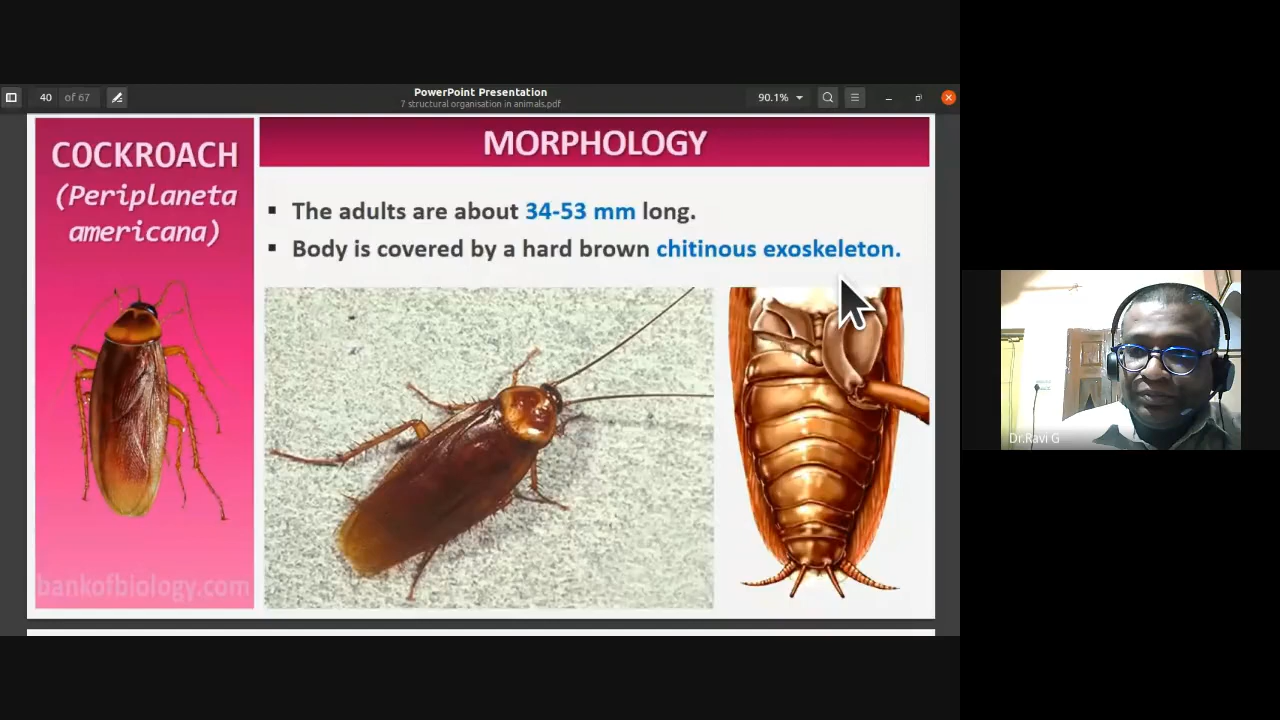 40 of 67
PowerPoint Presentation
7 structural organisation in animals.pdf
90.1%
COCKROACH
(Periplaneta
americana)
bankofbiology.com
MORPHOLOGY
▪ The adults are about 34-53 mm long.
▪ Body is covered by a hard brown chitinous exoskeleton.
Dr.Ravi G